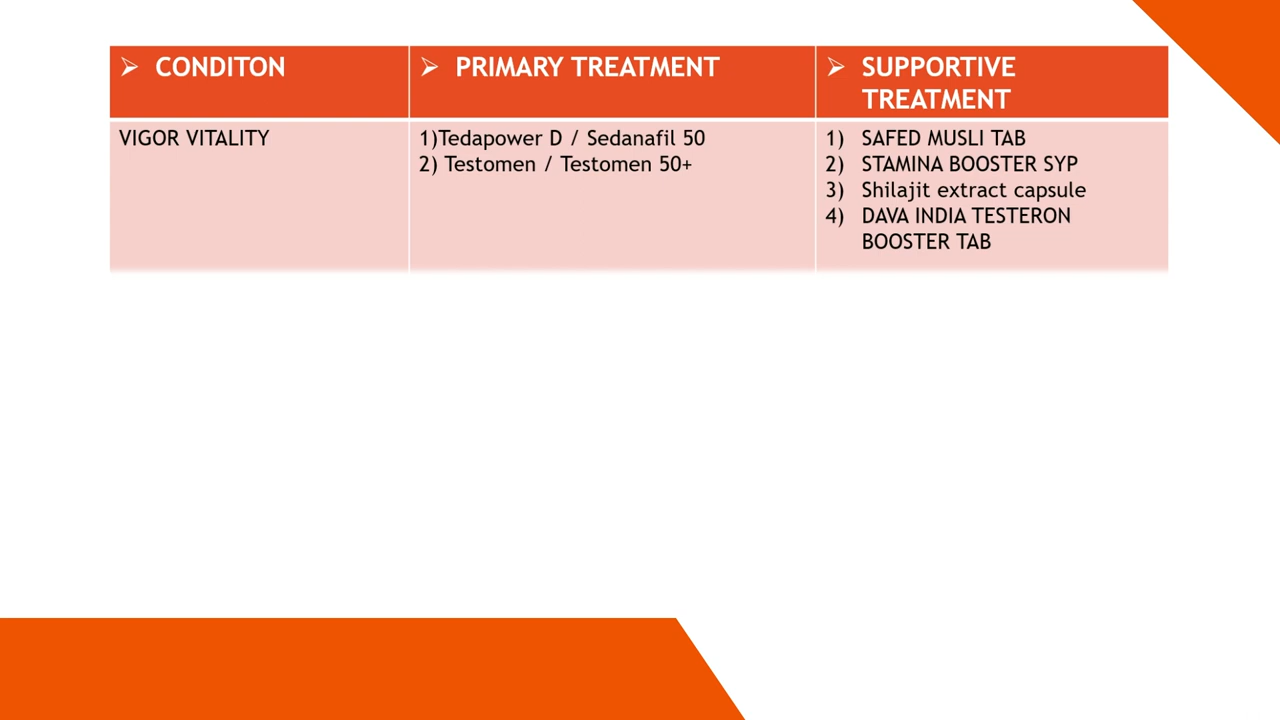 ➢ CONDITON
➢ PRIMARY TREATMENT
➢ SUPPORTIVE
TREATMENT
VIGOR VITALITY
1)Tedapower D / Sedanafil 50
2) Testomen / Testomen 50+
1) SAFED MUSLI TAB
2) STAMINA BOOSTER SYP
3) Shilajit extract capsule
4) DAVA INDIA TESTERON
BOOSTER TAB